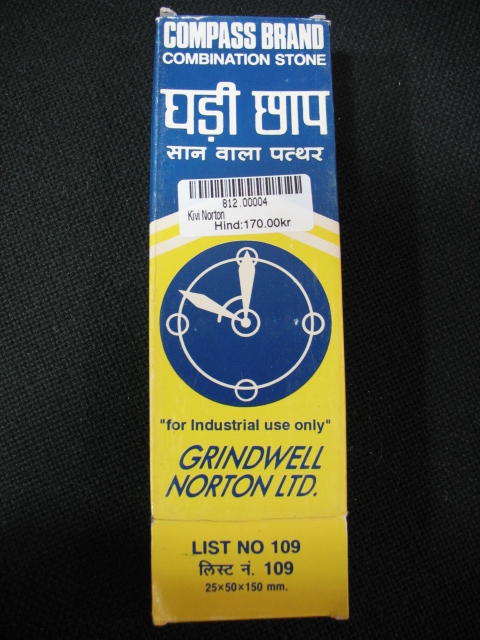 COMPASS BRAND
COMBINATION STONE
घड़ी छाप
सान वाला पत्थर
812.00004
Kivi Norton
Hind:170.00kr
"for Industrial use only"
GRINDWELL
NORTON LTD.
LIST NO 109
लिस्ट नं. 109
25×50×150 mm.